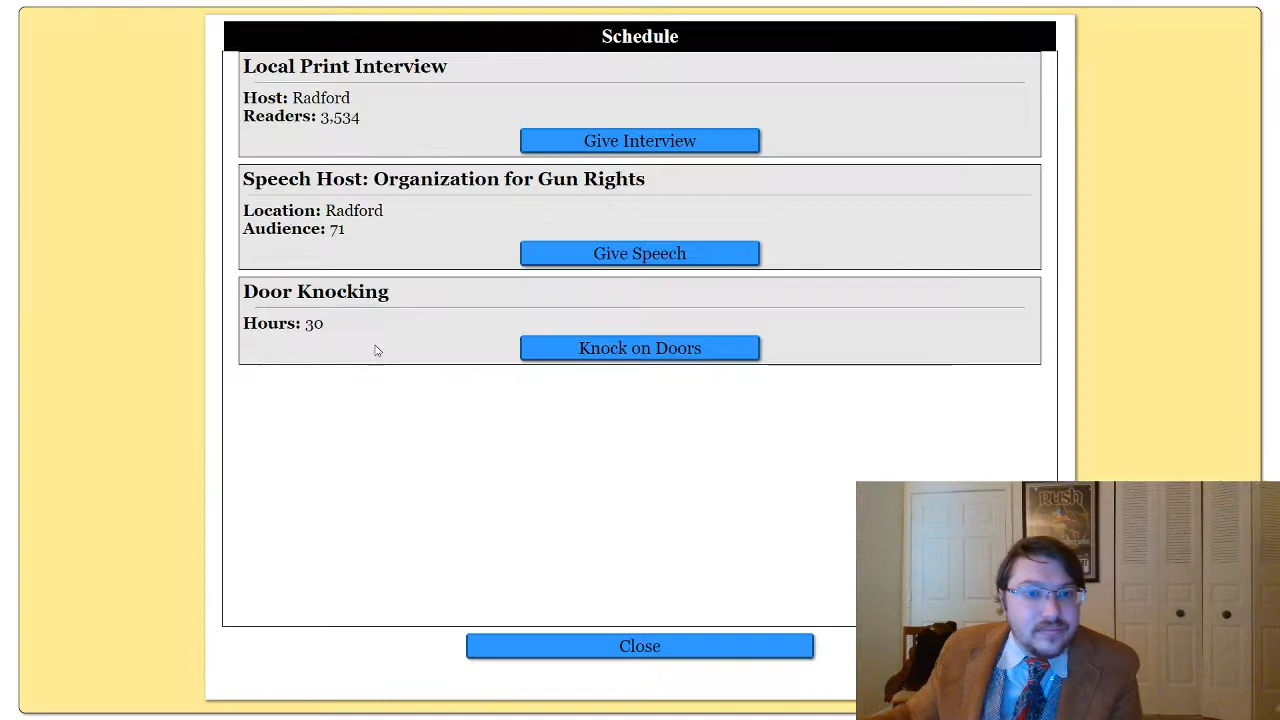 Schedule
Local Print Interview
Host: Radford
Readers: 3,534
Give Interview
Speech Host: Organization for Gun Rights
Location: Radford
Audience: 71
Give Speech
Door Knocking
Hours: 30
Knock on Doors
Close
RUSH